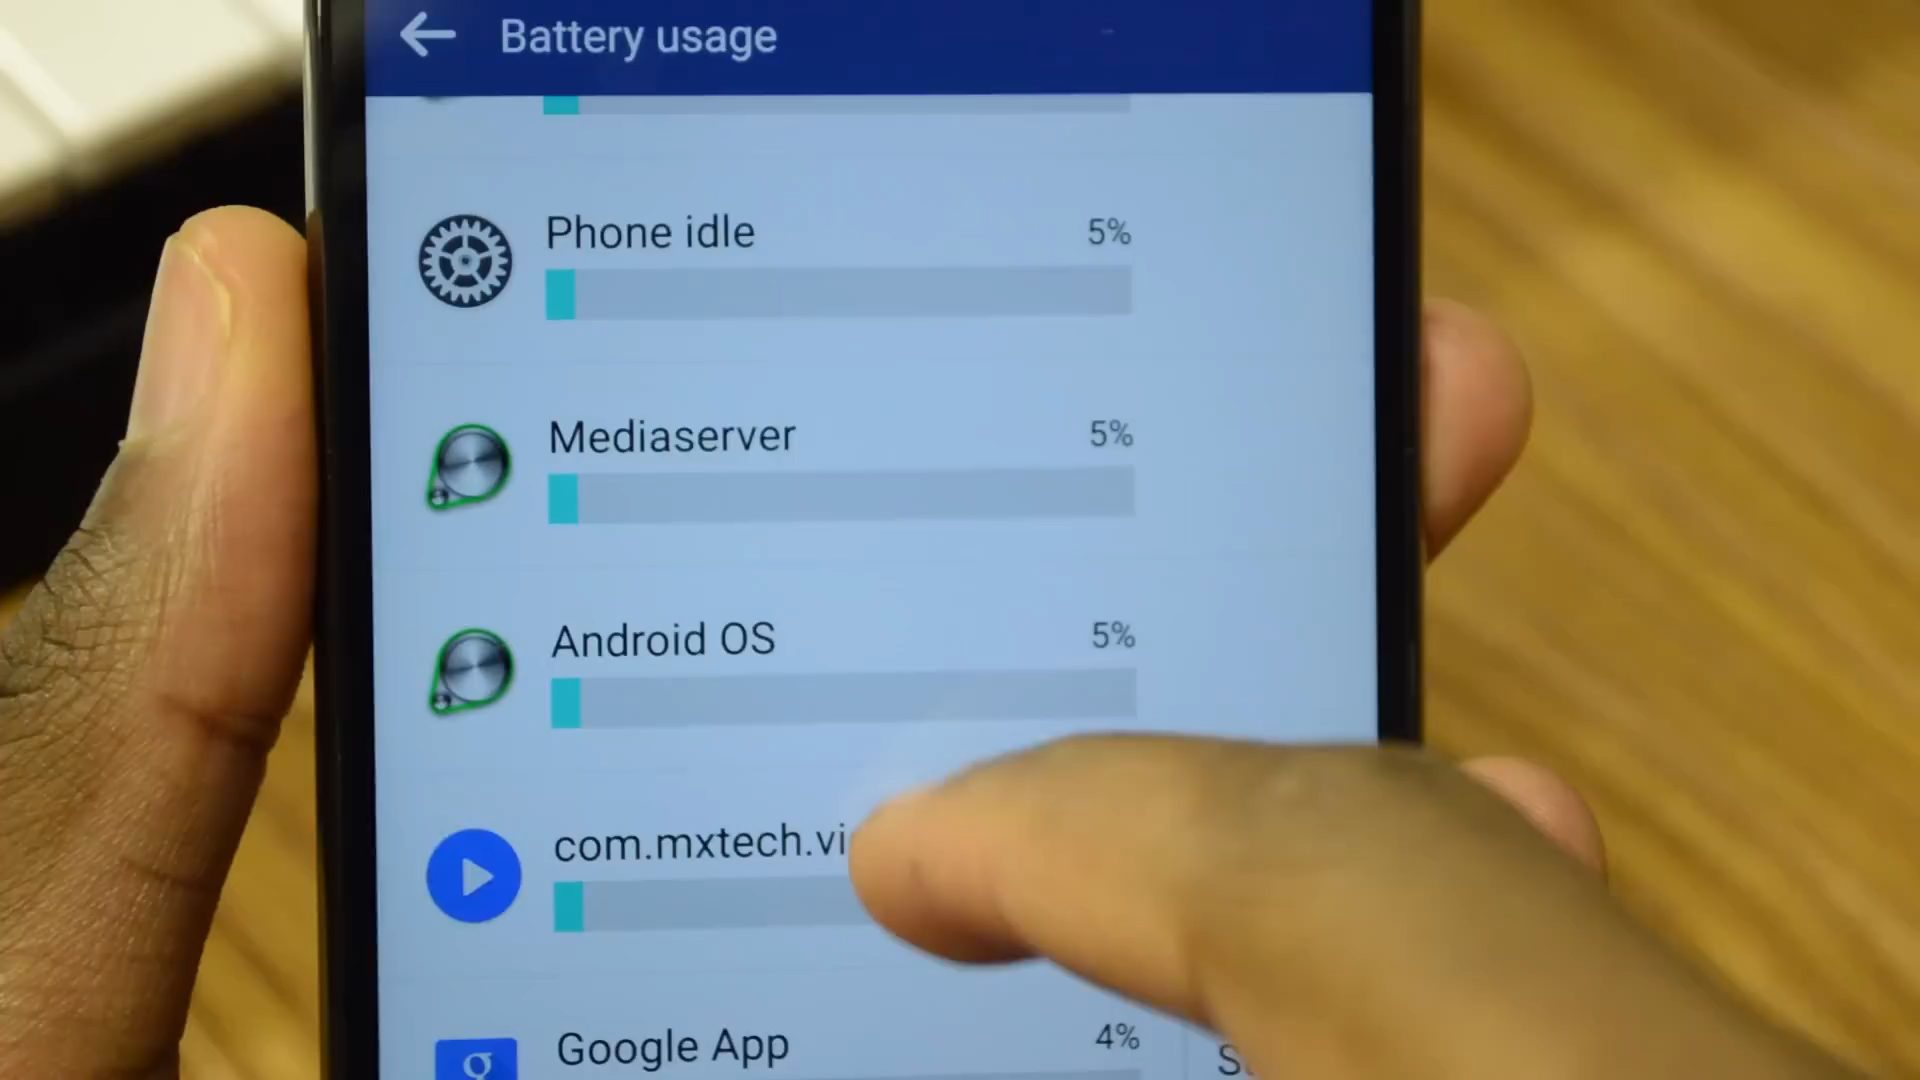 Battery usage
Phone idle 5%
Mediaserver 5%
Android OS 5%
com.mxtech.vi
Google App 4%
g